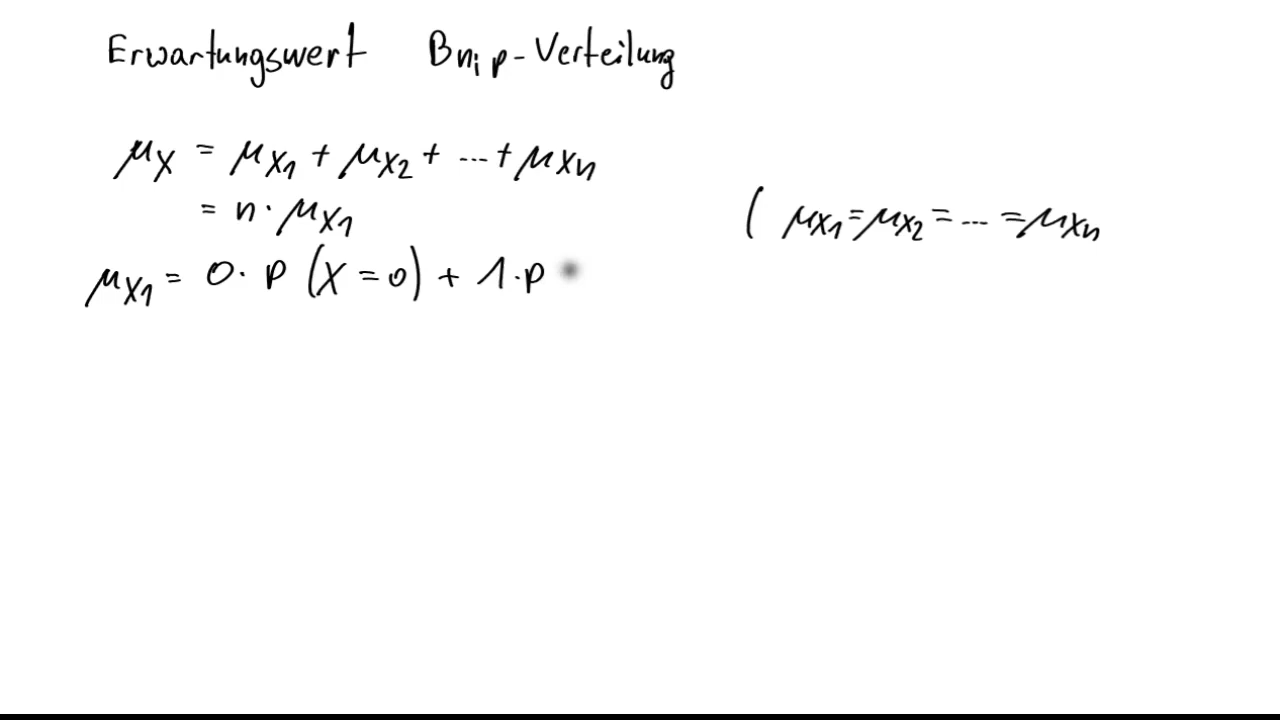 Erwartungswert Bn;p-Verteilung
μX = μX1 + μX2 + ... + μXn
= n · μX1
( μX1 = μX2 = ... = μXn
μX1 = 0 · P (X = 0) + 1 · P